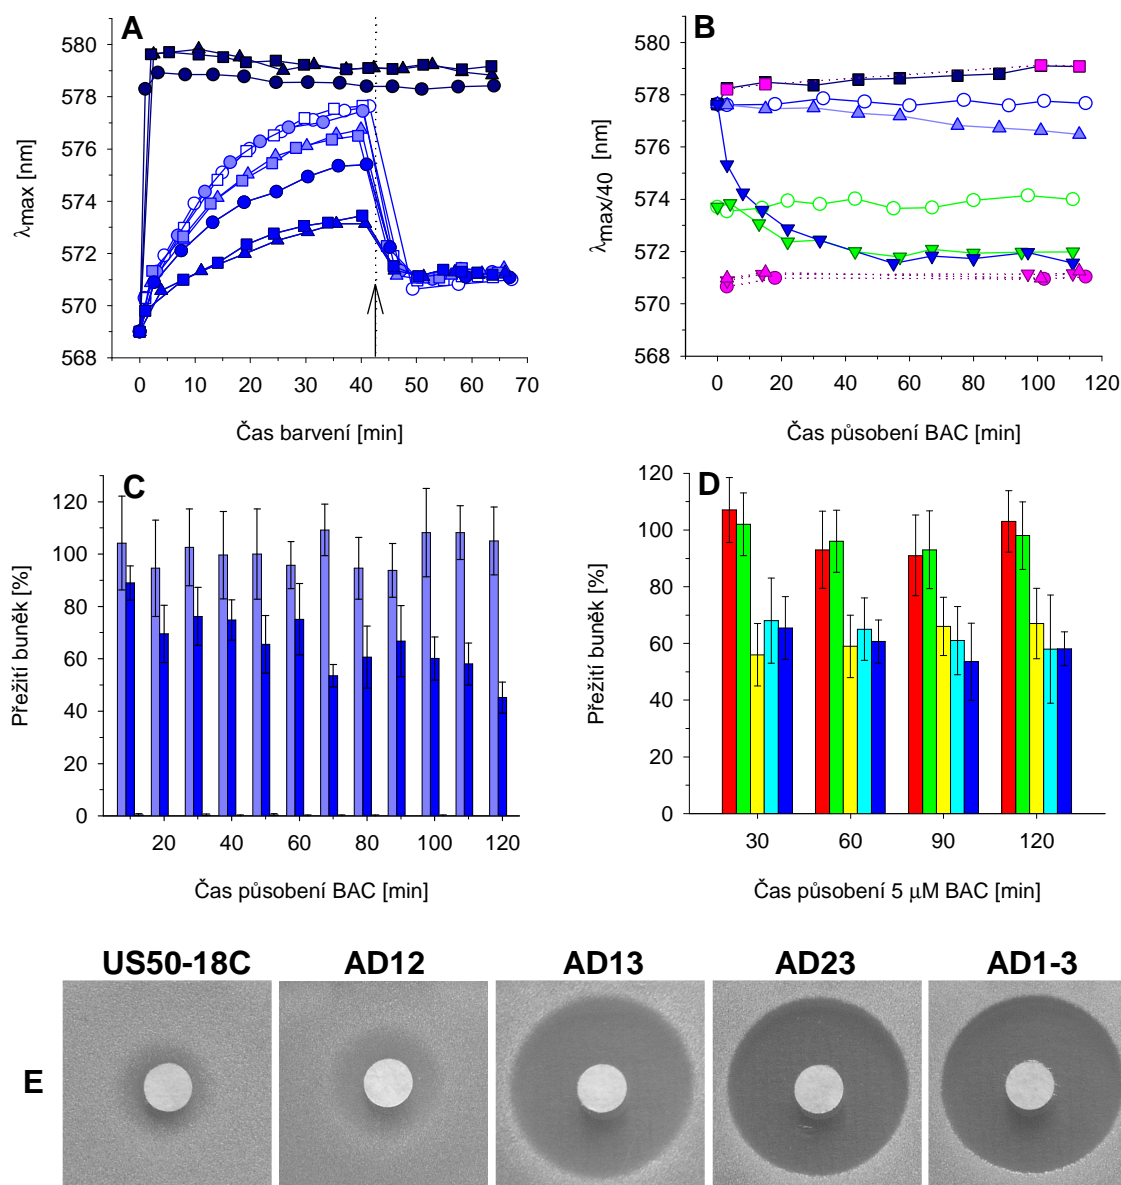 A
580
578
576
574
572
570
568
λmax [nm]
0 10 20 30 40 50 60 70
Čas barvení [min]
B
580
578
576
574
572
570
568
λmax/40 [nm]
0 20 40 60 80 100 120
Čas působení BAC [min]
C
120
100
80
60
40
20
0
Přežití buněk [%]
20 40 60 80 100 120
Čas působení BAC [min]
D
120
100
80
60
40
20
0
Přežití buněk [%]
30 60 90 120
Čas působení 5 μM BAC [min]
US50-18C AD12 AD13 AD23 AD1-3
E